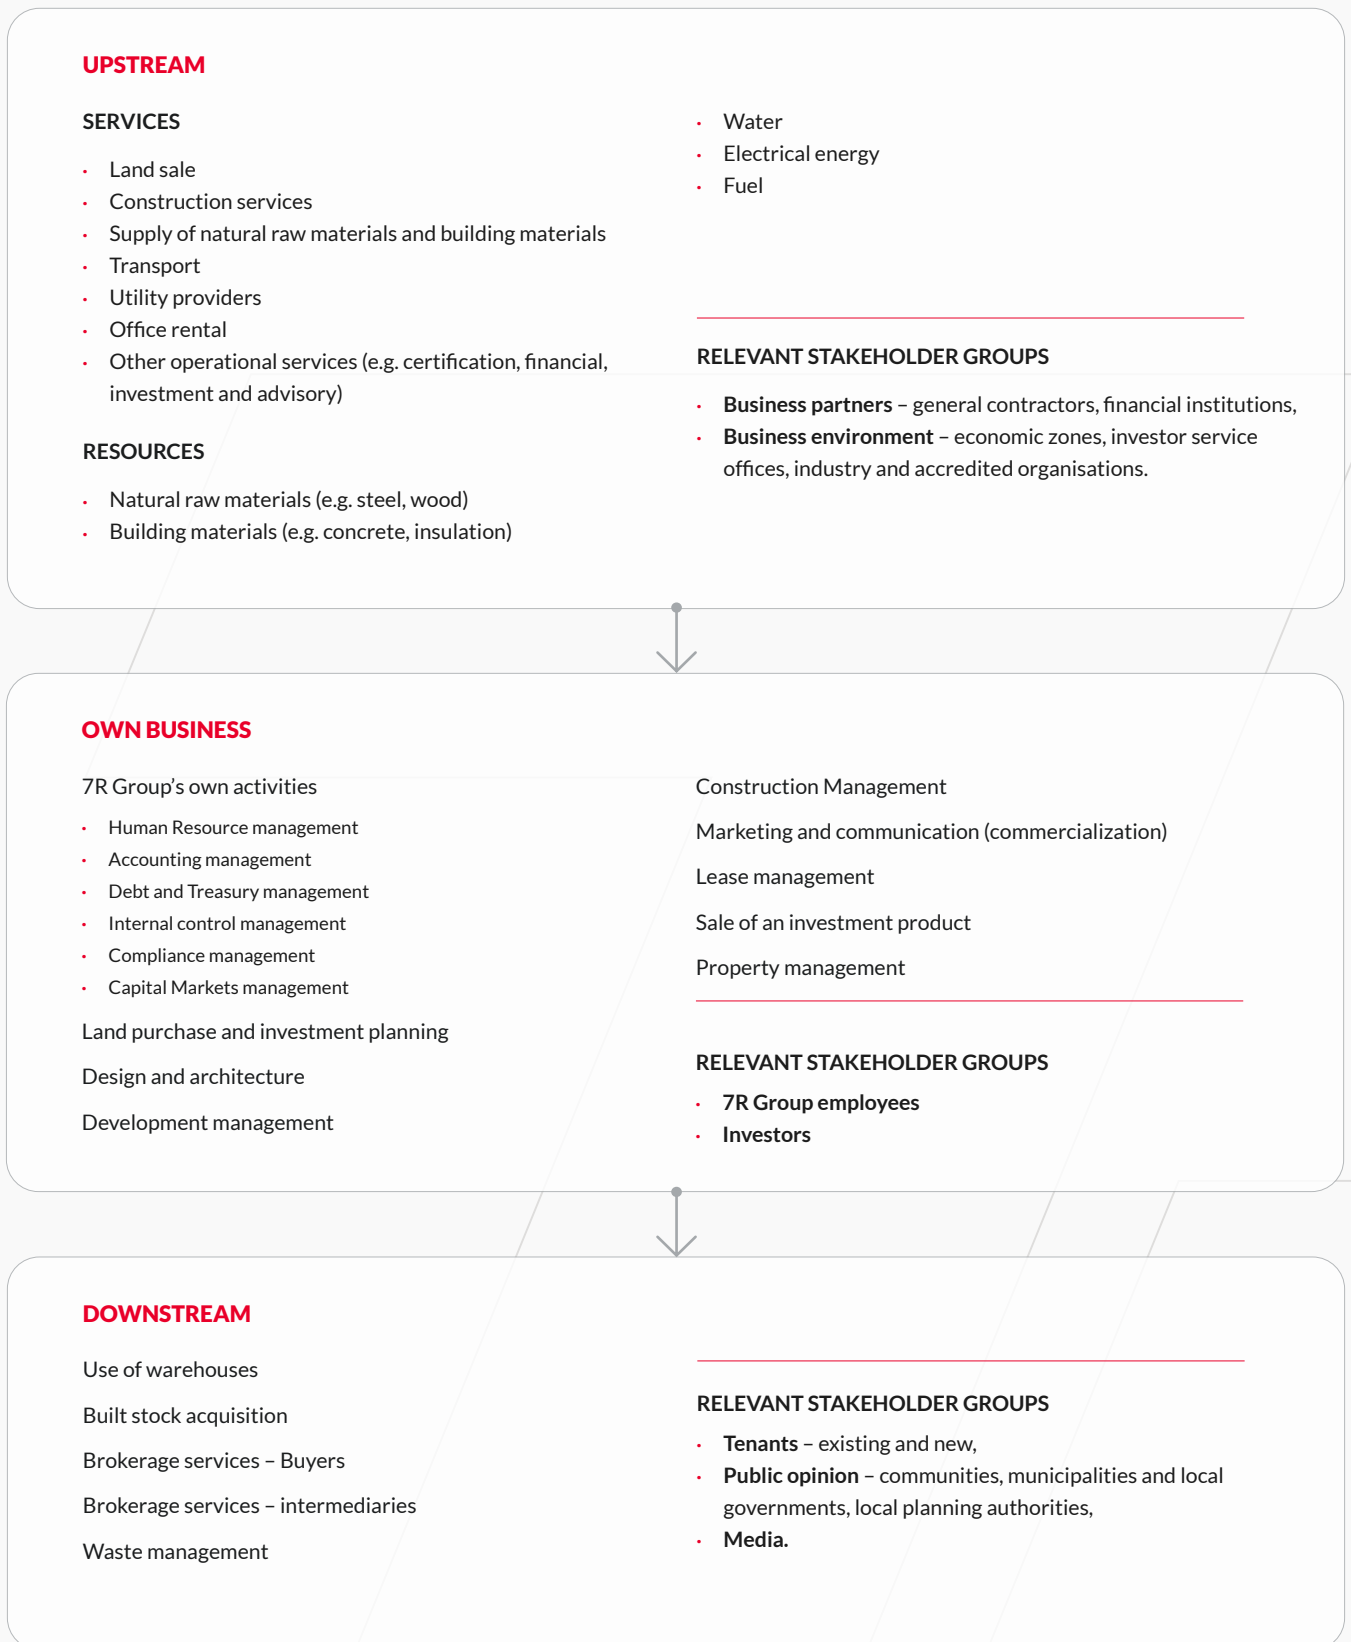 UPSTREAM
SERVICES
• Land sale
• Construction services
• Supply of natural raw materials and building materials
• Transport
• Utility providers
• Office rental
• Other operational services (e.g. certification, financial,
investment and advisory)
RESOURCES
• Natural raw materials (e.g. steel, wood)
• Building materials (e.g. concrete, insulation)
• Water
• Electrical energy
• Fuel
RELEVANT STAKEHOLDER GROUPS
• Business partners – general contractors, financial institutions,
• Business environment – economic zones, investor service
offices, industry and accredited organisations.
OWN BUSINESS
7R Group’s own activities
• Human Resource management
• Accounting management
• Debt and Treasury management
• Internal control management
• Compliance management
• Capital Markets management
Land purchase and investment planning
Design and architecture
Development management
Construction Management
Marketing and communication (commercialization)
Lease management
Sale of an investment product
Property management
RELEVANT STAKEHOLDER GROUPS
• 7R Group employees
• Investors
DOWNSTREAM
Use of warehouses
Built stock acquisition
Brokerage services – Buyers
Brokerage services – intermediaries
Waste management
RELEVANT STAKEHOLDER GROUPS
• Tenants – existing and new,
• Public opinion – communities, municipalities and local
governments, local planning authorities,
• Media.